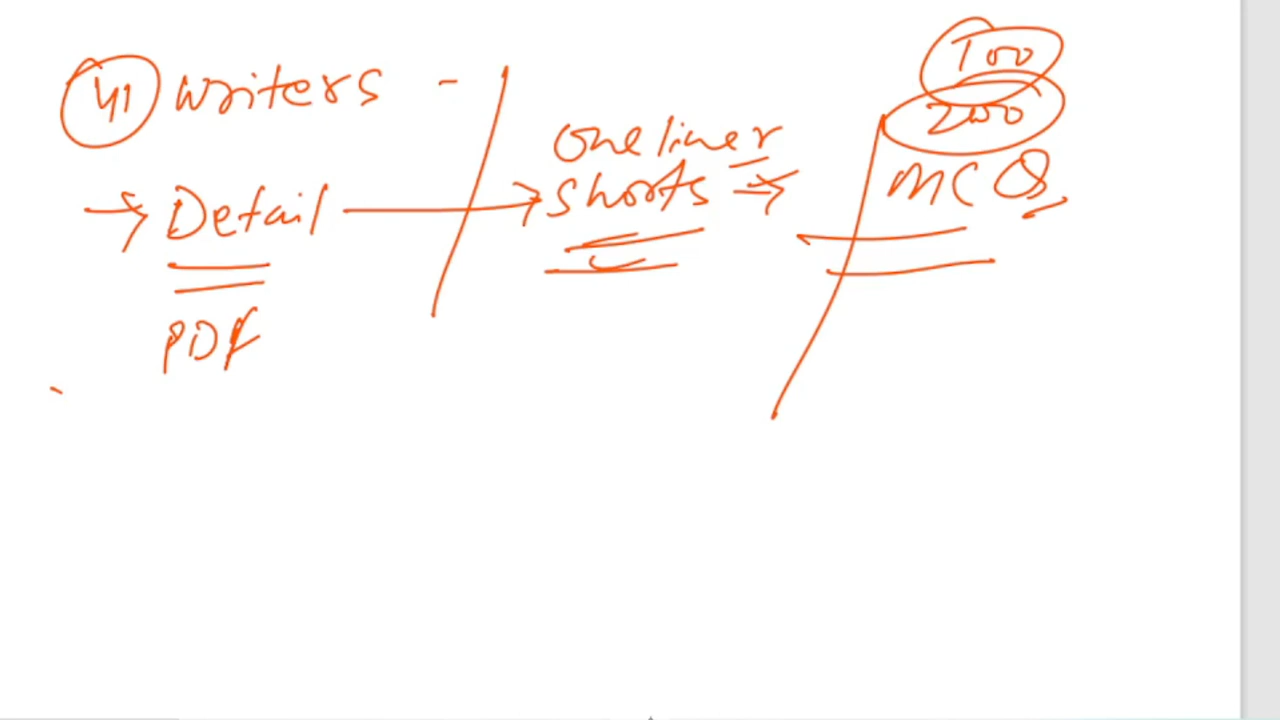 41 writers -
→ Detail → 
PDF
one liner
shorts →
100
200
MCQ